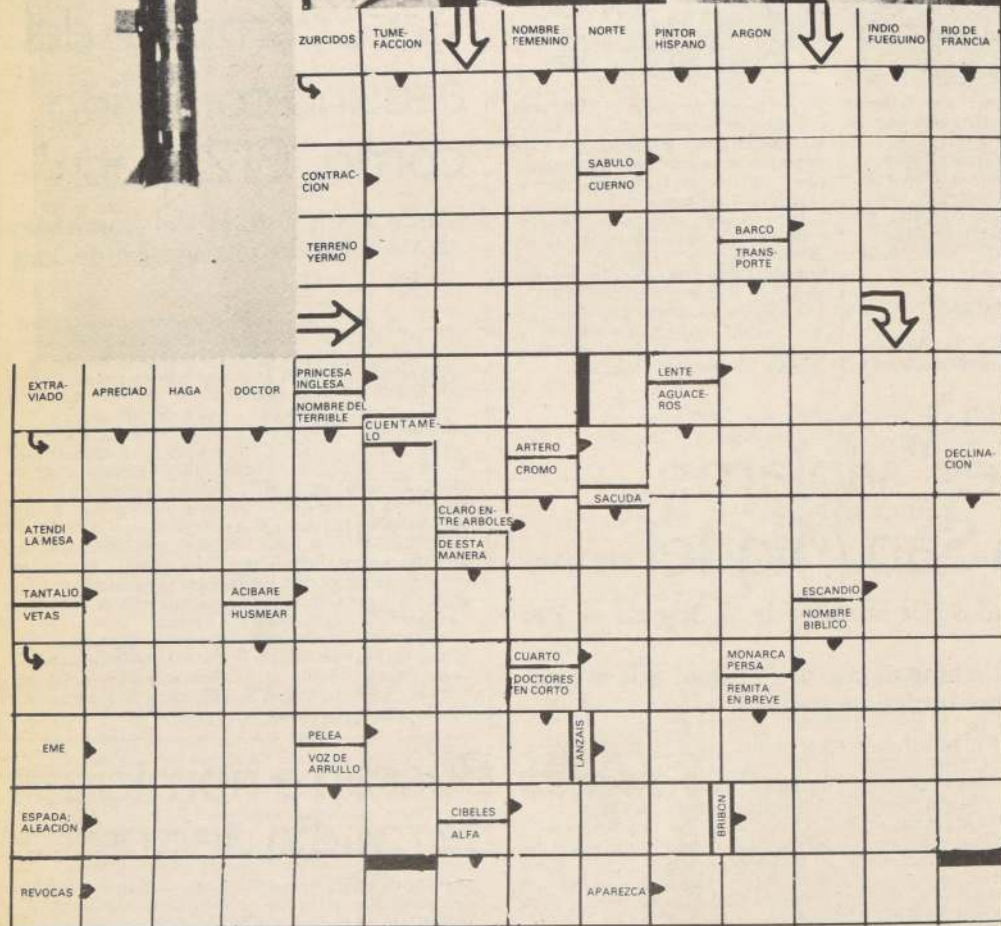 ZURCIDOS
TUME-
FACCION
NOMBRE
FEMENINO
NORTE
PINTOR
HISPANO
ARGON
INDIO
FUEGUINO
RIO DE
FRANCIA
CONTRAC-
CIÓN
SABULO
CUERNO
TERRENO
YERMO
BARCO
TRANS-
PORTE
EXTRA-
VIADO
APRECIAD
HAGA
DOCTOR
PRINCESA
INGLESA
NOMBRE DEL
TERRIBLE
CUENTAME-
LO
LENTE
AGUACE-
ROS
ARTERO
CROMO
DECLINA-
CION
ATENDI
LA MESA
CLARO EN-
TRE ARBOLES
DE ESTA
MANERA
SACUDA
TANTALIO
VETAS
ACIBARE
HUSMEAR
ESCANDIO
NOMBRE
BIBLICO
CUARTO
DOCTORES
EN CORTO
MONARCA
PERSA
REMITA
EN BREVE
EME
PELEA
VOZ DE
ARRULLO
LANZAIS
ESPADA:
ALEACION
CIBELES
ALFA
BRIBON
REVOCAS
APAREZCA